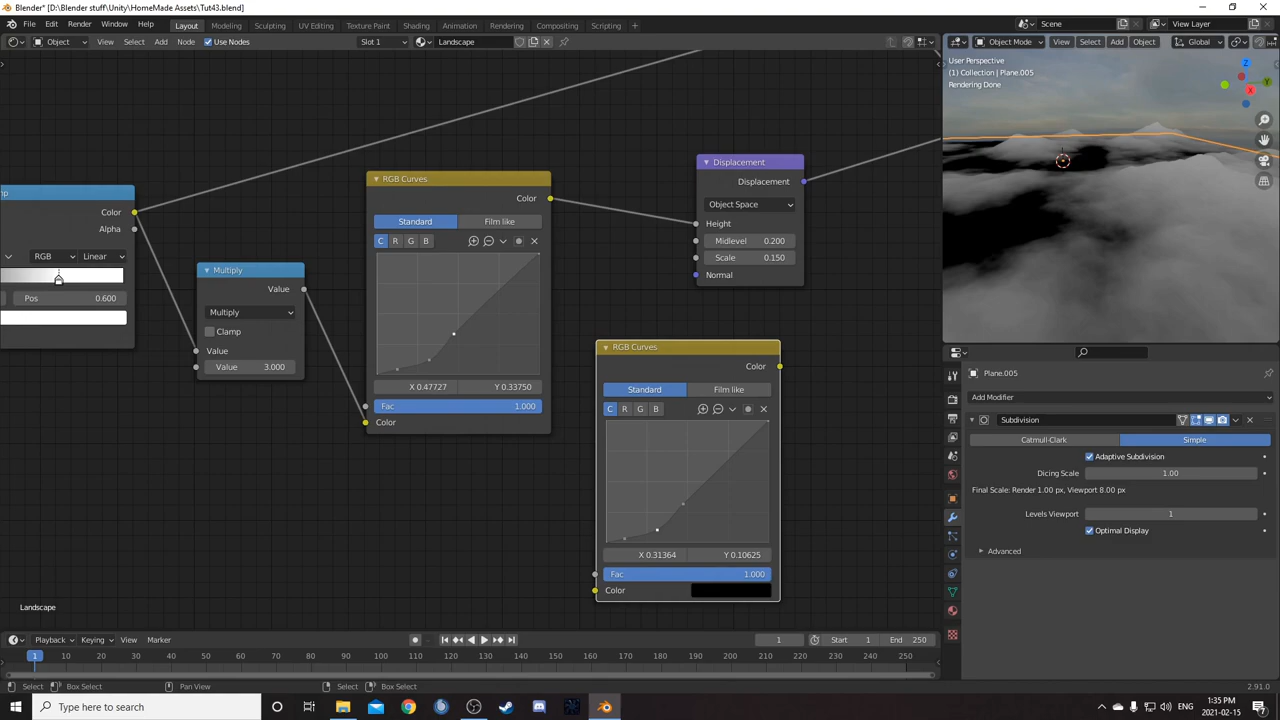 Blender* [D:\Blender stuff\Unity\HomeMade Assets\Tut43.blend]
File Edit Render Window Help
Layout Modeling Sculpting UV Editing Texture Paint Shading Animation Rendering Compositing Scripting +
Scene View Layer
Object View Select Add Node Use Nodes Slot 1 Landscape
Object Mode View Select Add Object Global
User Perspective
(1) Collection | Plane.005
Rendering Done
Color
Alpha
RGB Linear
Pos 0.600
Multiply
Value
Multiply
Clamp
Value
Value 3.000
RGB Curves
Color
Standard Film like
C R G B
X 0.47727 Y 0.33750
Fac 1.000
Color
Displacement
Displacement
Object Space
Height
Midlevel 0.200
Scale 0.150
Normal
RGB Curves
Color
Standard Film like
C R G B
X 0.31364 Y 0.10625
Fac 1.000
Color
Landscape
Plane.005
Add Modifier
Subdivision
Catmull-Clark Simple
Adaptive Subdivision
Dicing Scale 1.00
Final Scale: Render 1.00 px, Viewport 8.00 px
Levels Viewport 1
Optimal Display
Advanced
Playback Keying View Marker
1 Start 1 End 250
1 10 20 30 40 50 60 70 80 90 100 110 120 130 140 150 160 170 180 190 200 210 220 230 240 250
Select Box Select Pan View Select Box Select
2.91.0
Type here to search
ENG
1:35 PM
2021-02-15